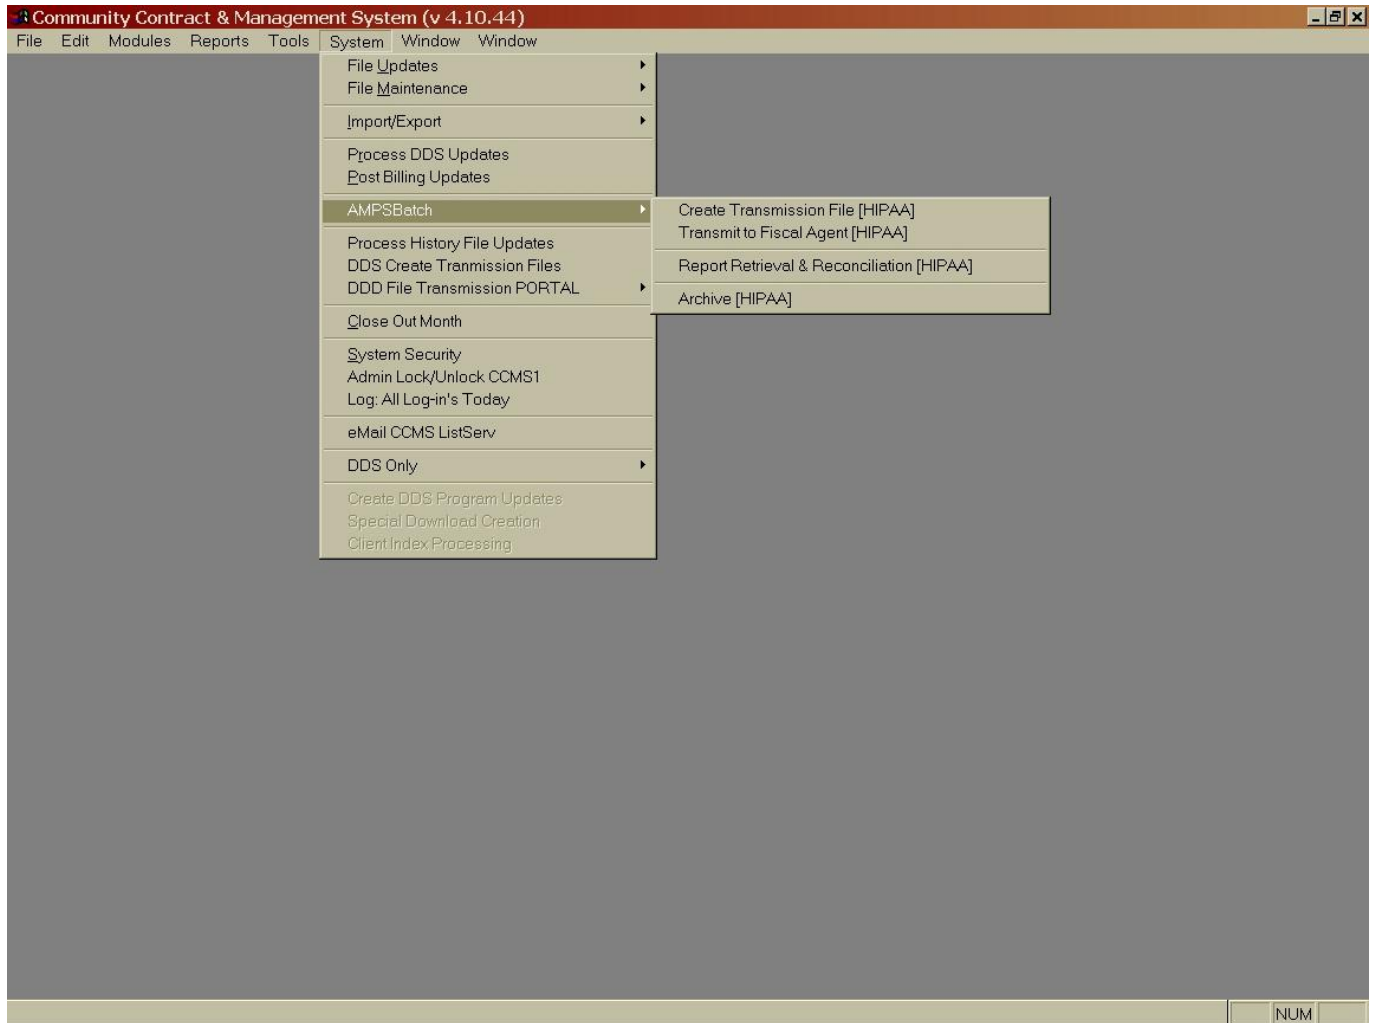 Community Contract & Management System (v 4.10.44)
File Edit Modules Reports Tools System Window Window
File Updates
File Maintenance
Import/Export
Process DDS Updates
Post Billing Updates
AMPSBatch
Create Transmission File [HIPAA]
Transmit to Fiscal Agent [HIPAA]
Report Retrieval & Reconciliation [HIPAA]
Archive [HIPAA]
Process History File Updates
DDS Create Tranmission Files
DDD File Transmission PORTAL
Close Out Month
System Security
Admin Lock/Unlock CCMS1
Log: All Log-in's Today
eMail CCMS ListServ
DDS Only
Create DDS Program Updates
Special Download Creation
Client Index Processing
NUM